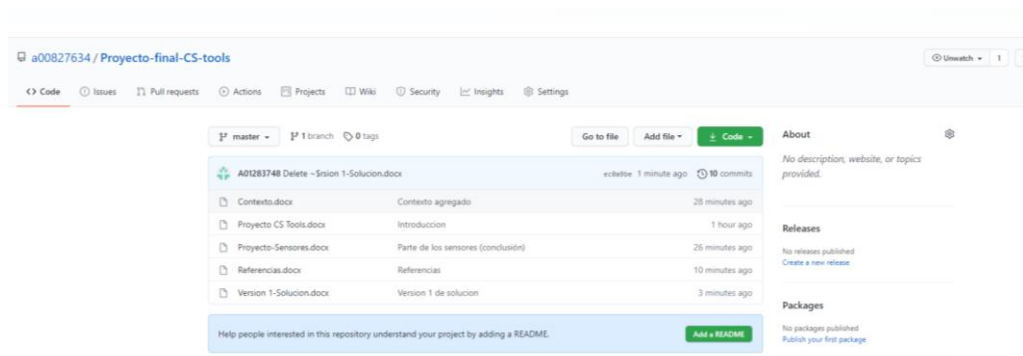 a00827634 / Proyecto-final-CS-tools
Unwatch 1
Code Issues Pull requests Actions Projects Wiki Security Insights Settings
master 1 branch 0 tags Go to file Add file Code
A01283748 Delete ~$rsion 1-Solucion.docx 1 minute ago 10 commits
Contexto.docx Contexto agregado 28 minutes ago
Proyecto CS Tools.docx Introduccion 1 hour ago
Proyecto-Sensores.docx Parte de los sensores (conclusión) 26 minutes ago
Referencias.docx Referencias 10 minutes ago
Version 1-Solucion.docx Version 1 de solucion 3 minutes ago
Help people interested in this repository understand your project by adding a README. Add a README
About
No description, website, or topics
provided.
Releases
No releases published
Create a new release
Packages
No packages published
Publish your first package